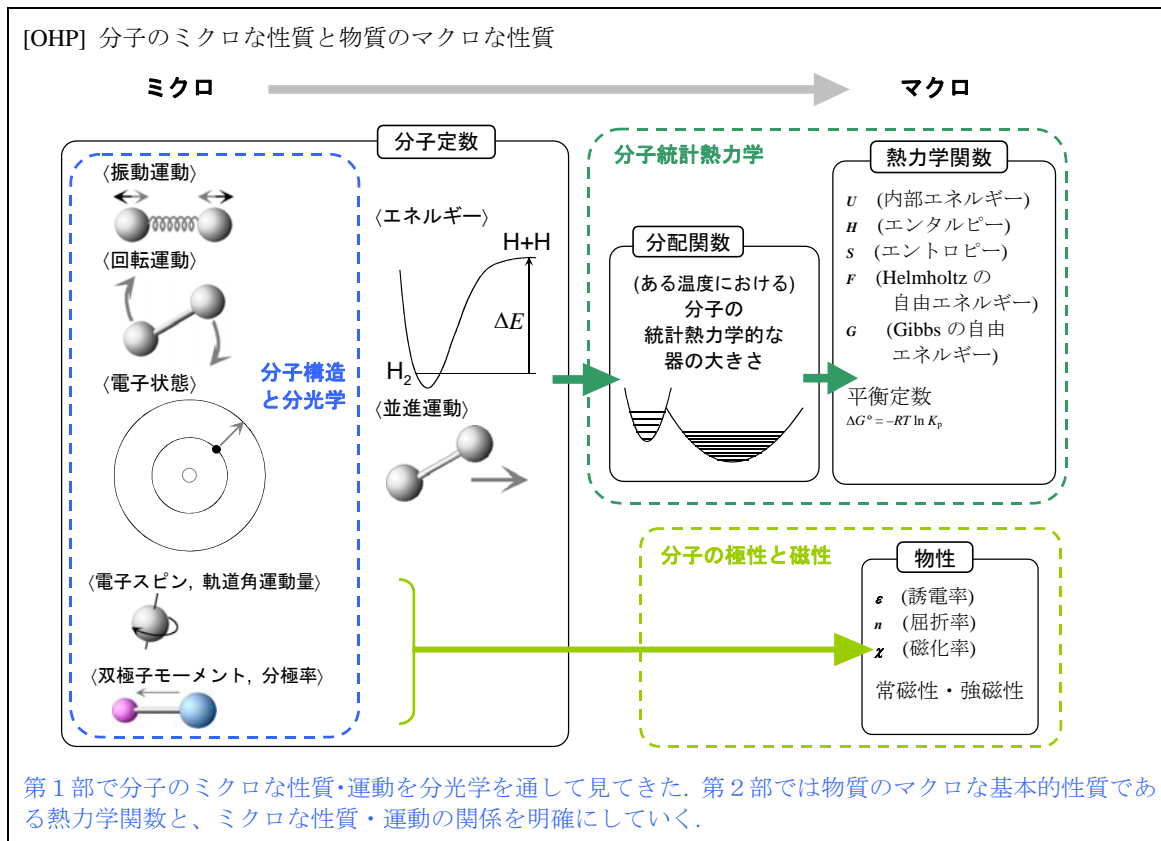 [OHP] 分子のミクロな性質と物質のマクロな性質
ミクロ
マクロ
分子定数
〈振動運動〉
〈回転運動〉
〈電子状態〉
分子構造
と分光学
〈電子スピン, 軌道角運動量〉
〈双極子モーメント, 分極率〉
〈エネルギー〉
H+H
ΔE
H₂
〈並進運動〉
分子統計熱力学
分配関数
(ある温度における)
分子の
統計熱力学的な
器の大きさ
熱力学関数
U (内部エネルギー)
H (エンタルピー)
S (エントロピー)
F (Helmholtz の
自由エネルギー)
G (Gibbs の自由
エネルギー)
平衡定数
ΔG° = –RT ln Kₚ
分子の極性と磁性
物性
ε (誘電率)
n (屈折率)
χ (磁化率)
常磁性・強磁性
第１部で分子のミクロな性質・運動を分光学を通して見てきた. 第２部では物質のマクロな基本的性質であ
る熱力学関数と、ミクロな性質・運動の関係を明確にしていく.